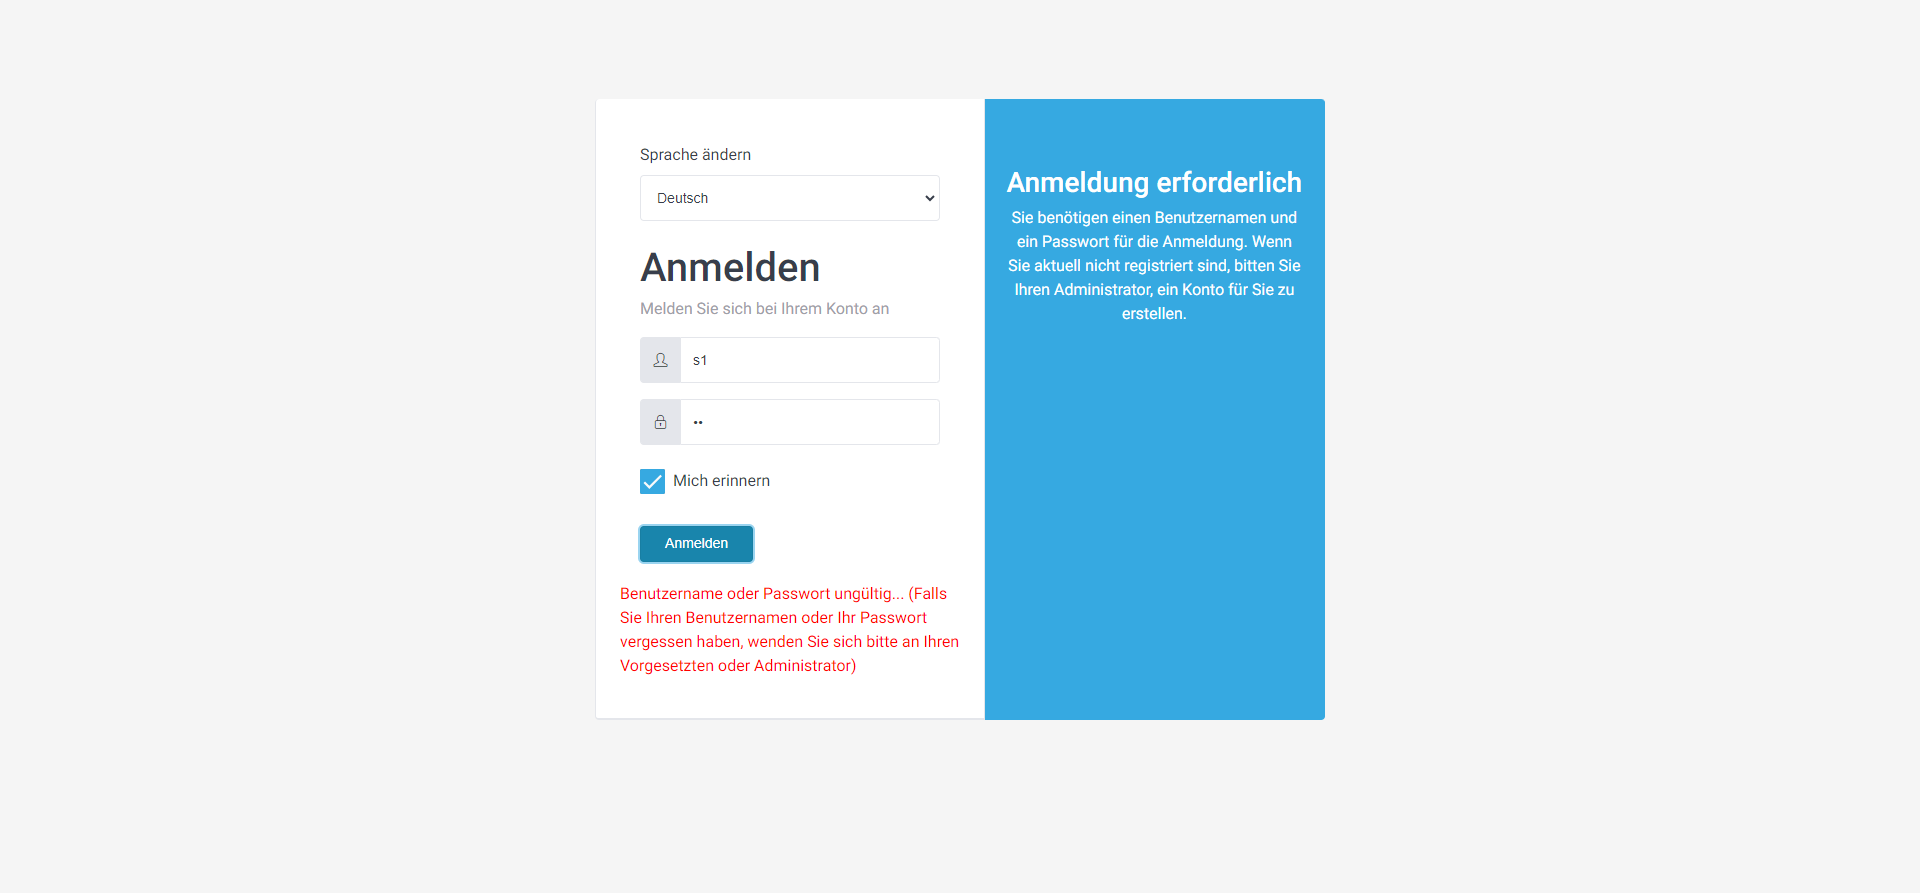 Sprache ändern
Deutsch
Anmelden
Melden Sie sich bei Ihrem Konto an
s1
••
Mich erinnern
Anmelden
Benutzername oder Passwort ungültig... (Falls
Sie Ihren Benutzernamen oder Ihr Passwort
vergessen haben, wenden Sie sich bitte an Ihren
Vorgesetzten oder Administrator)
Anmeldung erforderlich
Sie benötigen einen Benutzernamen und
ein Passwort für die Anmeldung. Wenn
Sie aktuell nicht registriert sind, bitten Sie
Ihren Administrator, ein Konto für Sie zu
erstellen.